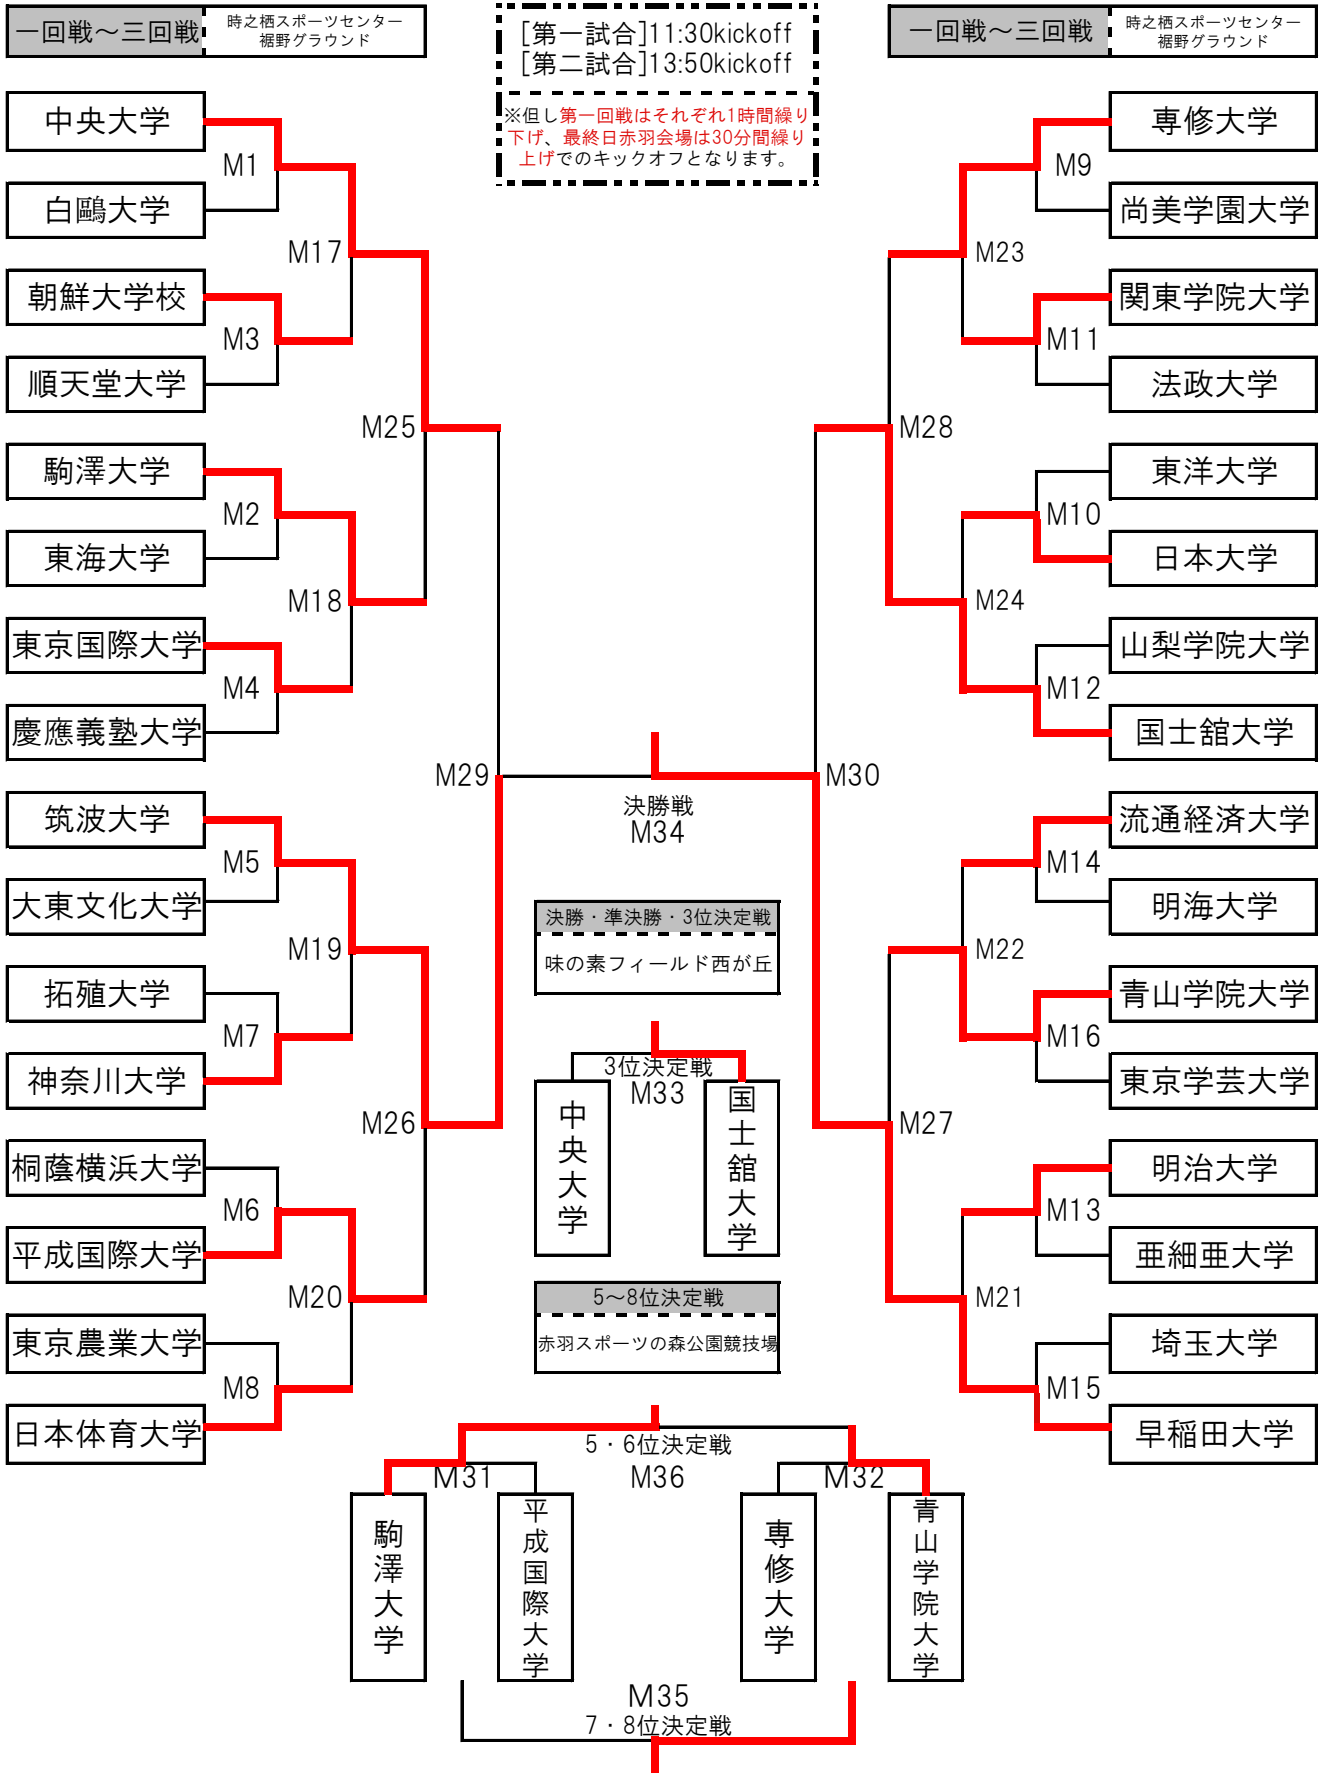 一回戦～三回戦
時之栖スポーツセンター
裾野グラウンド
[第一試合]11:30kickoff
[第二試合]13:50kickoff
※但し第一回戦はそれぞれ1時間繰り
下げ、最終日赤羽会場は30分間繰り
上げでのキックオフとなります。
一回戦～三回戦
時之栖スポーツセンター
裾野グラウンド
中央大学
M1
白鷗大学
M17
朝鮮大学校
M3
順天堂大学
M25
駒澤大学
M2
東海大学
M18
東京国際大学
M4
慶應義塾大学
M29
筑波大学
M5
大東文化大学
M19
拓殖大学
M7
神奈川大学
M26
桐蔭横浜大学
M6
平成国際大学
M20
東京農業大学
M8
日本体育大学
専修大学
M9
尚美学園大学
M23
関東学院大学
M11
法政大学
M28
東洋大学
M10
日本大学
M24
山梨学院大学
M12
国士舘大学
M30
流通経済大学
M14
明海大学
M22
青山学院大学
M16
東京学芸大学
M27
明治大学
M13
亜細亜大学
M21
埼玉大学
M15
早稲田大学
決勝戦
M34
決勝・準決勝・3位決定戦
味の素フィールド西が丘
3位決定戦
M33
中央大学
国士舘大学
5～8位決定戦
赤羽スポーツの森公園競技場
5・6位決定戦
M31
M36
M32
駒澤大学
平成国際大学
専修大学
青山学院大学
M35
7・8位決定戦